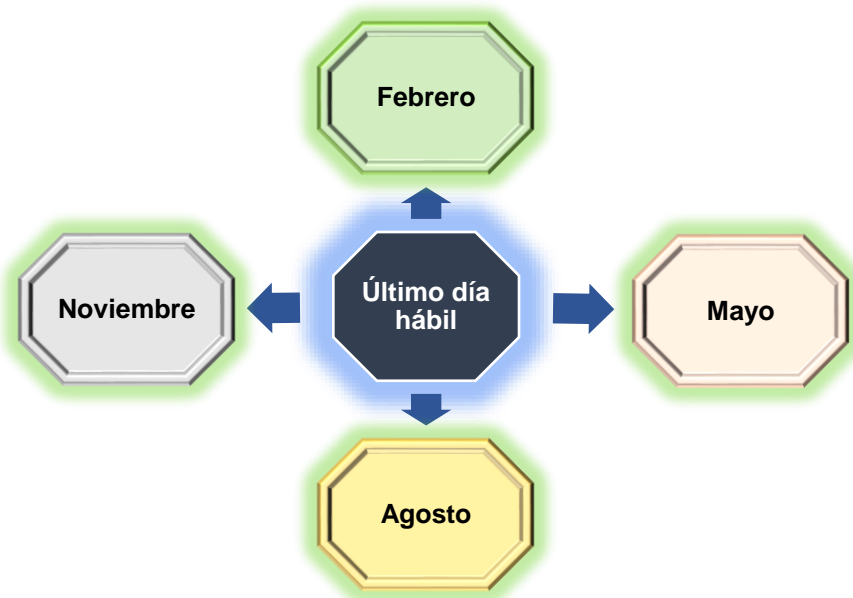 Febrero
Noviembre
Último día
hábil
Mayo
Agosto